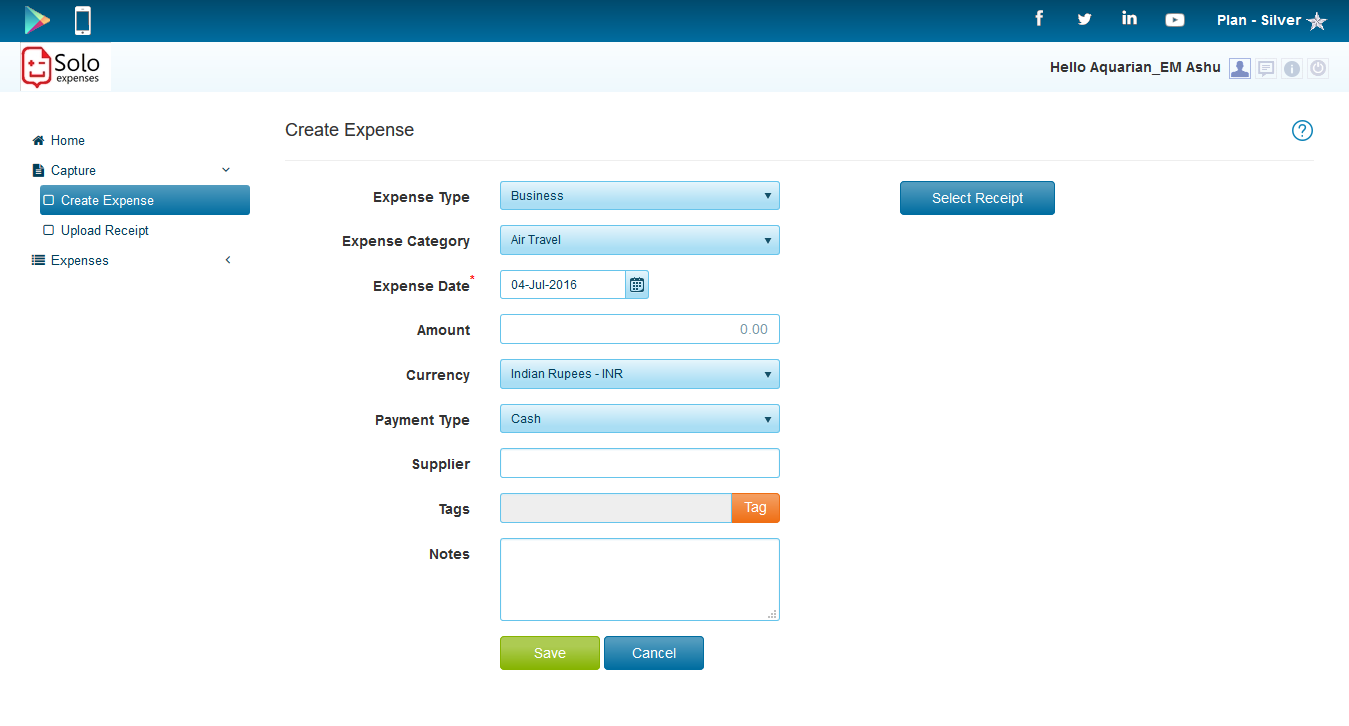 Plan - Silver
Solo
expenses
Hello Aquarian_EM Ashu
Home
Capture
Create Expense
Upload Receipt
Expenses
Create Expense
Expense Type
Business
Select Receipt
Expense Category
Air Travel
Expense Date*
04-Jul-2016
Amount
0.00
Currency
Indian Rupees - INR
Payment Type
Cash
Supplier
Tags
Tag
Notes
Save
Cancel